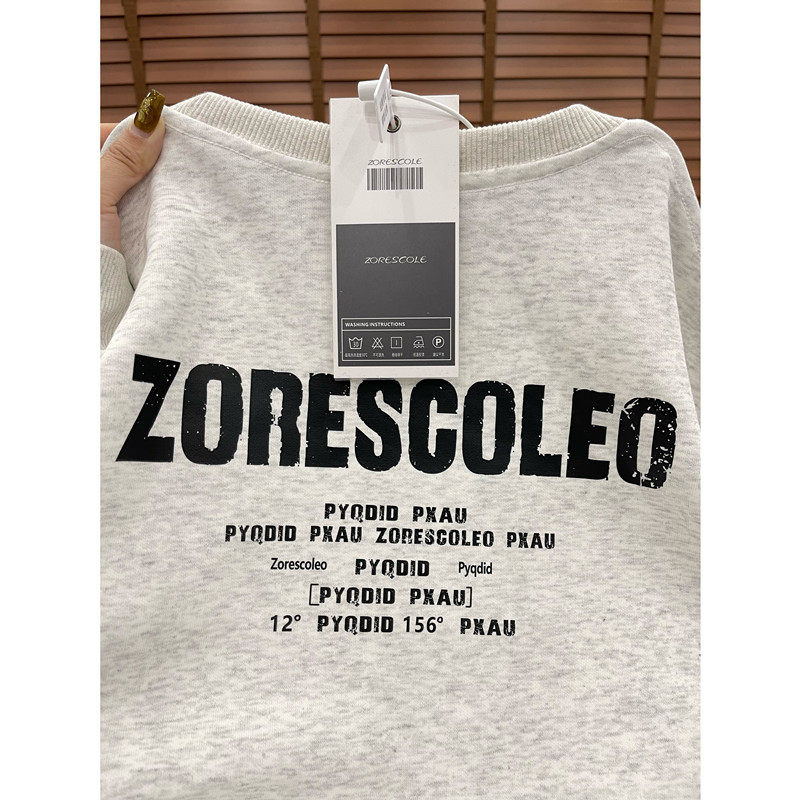 ZORESCOLE
ZORESCOLE
WASHING INSTRUCTIONS
ZORESCOLEO
PYQDID PXAU
PYQDID PXAU ZORESCOLEO PXAU
Zorescoleo PYQDID Pyqdid
[PYQDID PXAU]
12° PYQDID 156° PXAU